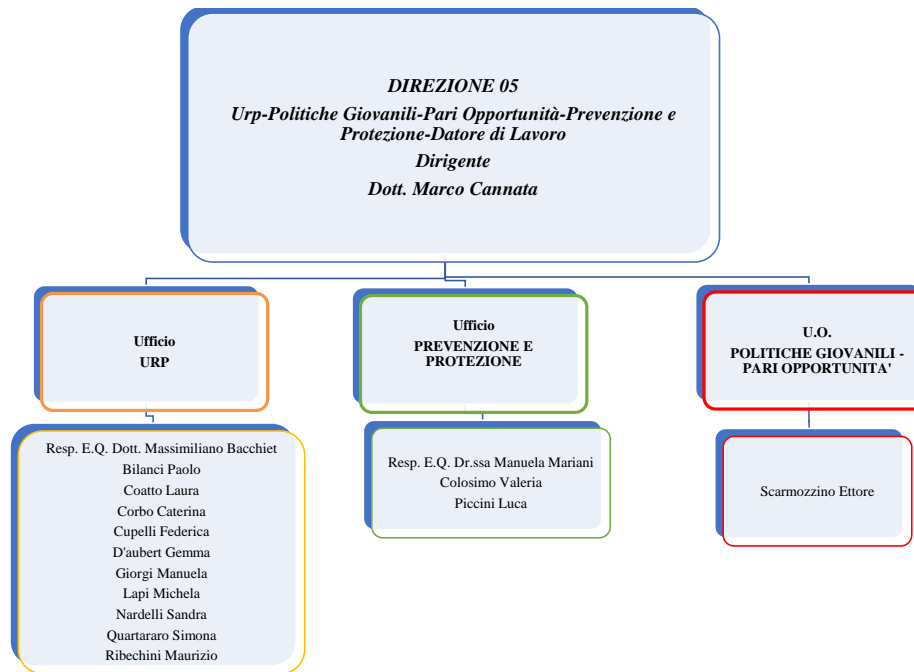 DIREZIONE 05
Urp-Politiche Giovanili-Pari Opportunità-Prevenzione e
Protezione-Datore di Lavoro
Dirigente
Dott. Marco Cannata
Ufficio
URP
Ufficio
PREVENZIONE E
PROTEZIONE
U.O.
POLITICHE GIOVANILI -
PARI OPPORTUNITA'
Resp. E.Q. Dott. Massimiliano Bacchiet
Bilanci Paolo
Coatto Laura
Corbo Caterina
Cupelli Federica
D'aubert Gemma
Giorgi Manuela
Lapi Michela
Nardelli Sandra
Quartararo Simona
Ribechini Maurizio
Resp. E.Q. Dr.ssa Manuela Mariani
Colosimo Valeria
Piccini Luca
Scarmozzino Ettore